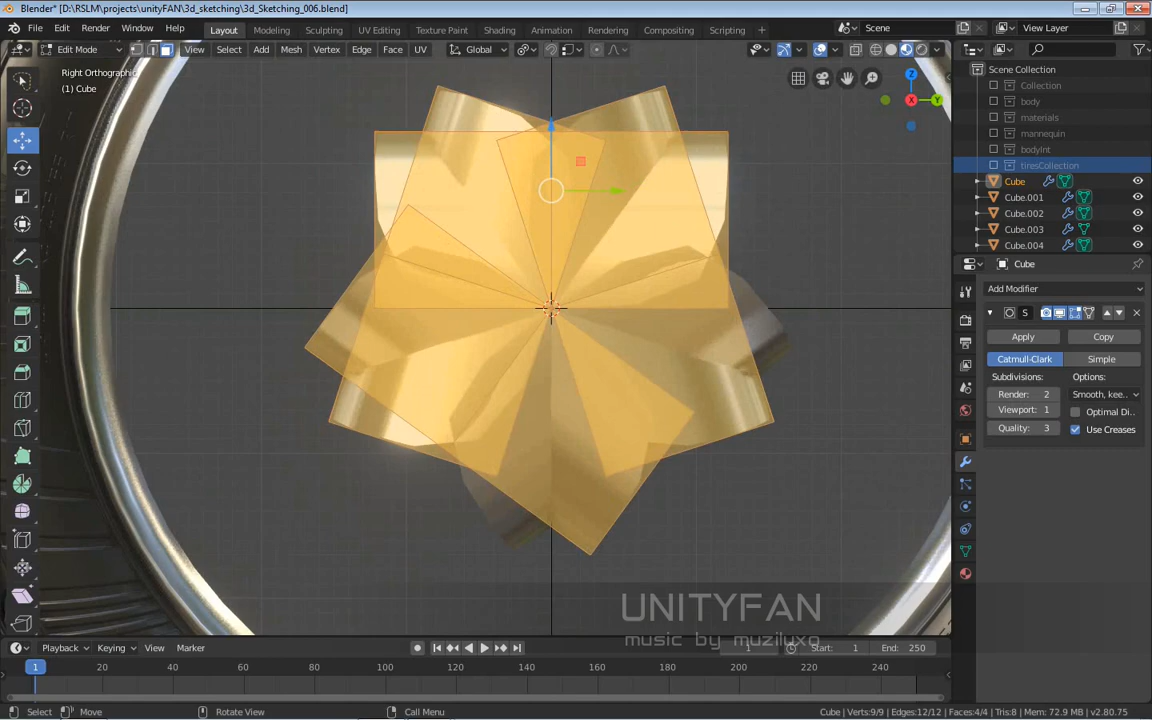 Blender* [D:\RSLM\projects\unityFAN\3d_sketching\3d_Sketching_006.blend]
File Edit Render Window Help Layout Modeling Sculpting UV Editing Texture Paint Shading Animation Rendering Compositing Scripting + Scene View Layer
Edit Mode View Select Add Mesh Vertex Edge Face UV Global
Right Orthographic
(1) Cube
Z
X
Y
Scene Collection
Collection
body
materials
mannequin
bodyInt
tiresCollection
Cube
Cube.001
Cube.002
Cube.003
Cube.004
Cube
Add Modifier
S
Apply Copy
Catmull-Clark Simple
Subdivisions: Options:
Render: 2 Smooth, kee..
Viewport: 1 Optimal Di..
Quality: 3 Use Creases
UNITYFAN
music by muziluxo
Playback Keying View Marker 1 Start: 1 End: 250
1 20 40 60 80 100 120 140 160 180 200 220 240
Select Move Rotate View Call Menu Cube | Verts:9/9 | Edges:12/12 | Faces:4/4 | Tris:8 | Mem: 72.9 MB | v2.80.75